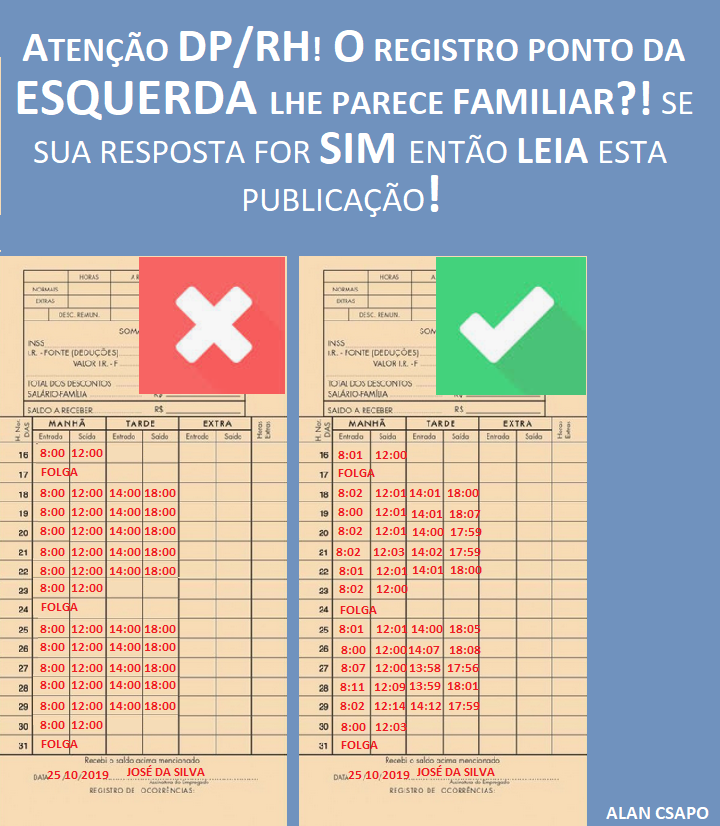 ATENÇÃO DP/RH! O REGISTRO PONTO DA
ESQUERDA LHE PARECE FAMILIAR?! SE
SUA RESPOSTA FOR SIM ENTÃO LEIA ESTA
PUBLICAÇÃO!
HORAS
NORMAIS
EXTRAS
DESC. REMUN.
INSS
I.R. - FONTE (DEDUÇÕES)
VALOR I.R. - F
TOTAL DOS DESCONTOS
SALÁRIO-FAMÍLIA R$
SALDO A RECEBER R$
DIAS MANHÃ TARDE EXTRA Horas
Entrada Saída Entrada Saída Entrada Saída Extras
16 8:00 12:00
17 FOLGA
18 8:00 12:00 14:00 18:00
19 8:00 12:00 14:00 18:00
20 8:00 12:00 14:00 18:00
21 8:00 12:00 14:00 18:00
22 8:00 12:00 14:00 18:00
23 8:00 12:00
24 FOLGA
25 8:00 12:00 14:00 18:00
26 8:00 12:00 14:00 18:00
27 8:00 12:00 14:00 18:00
28 8:00 12:00 14:00 18:00
29 8:00 12:00 14:00 18:00
30 8:00 12:00
31 FOLGA
Recebi o saldo acima mencionado
DATA 25/10/2019 JOSÉ DA SILVA
Assinatura do Empregado
REGISTRO DE OCORRÊNCIAS:
HORAS
NORMAIS
EXTRAS
DESC. REMUN.
INSS
I.R. - FONTE (DEDUÇÕES)
VALOR I.R. - F
TOTAL DOS DESCONTOS
SALÁRIO-FAMÍLIA R$
SALDO A RECEBER R$
DIAS MANHÃ TARDE EXTRA Horas
Entrada Saída Entrada Saída Entrada Saída Extras
16 8:01 12:00
17 FOLGA
18 8:02 12:01 14:01 18:00
19 8:00 12:01 14:01 18:07
20 8:02 12:01 14:00 17:59
21 8:02 12:03 14:02 17:59
22 8:01 12:01 14:01 18:00
23 8:02 12:00
24 FOLGA
25 8:01 12:01 14:00 18:05
26 8:00 12:00 14:07 18:08
27 8:07 12:00 13:58 17:56
28 8:11 12:09 13:59 18:01
29 8:02 12:14 14:12 17:59
30 8:00 12:03
31 FOLGA
Recebi o saldo acima mencionado
DATA 25/10/2019 JOSÉ DA SILVA
Assinatura do Empregado
REGISTRO DE OCORRÊNCIAS:
ALAN CSAPO